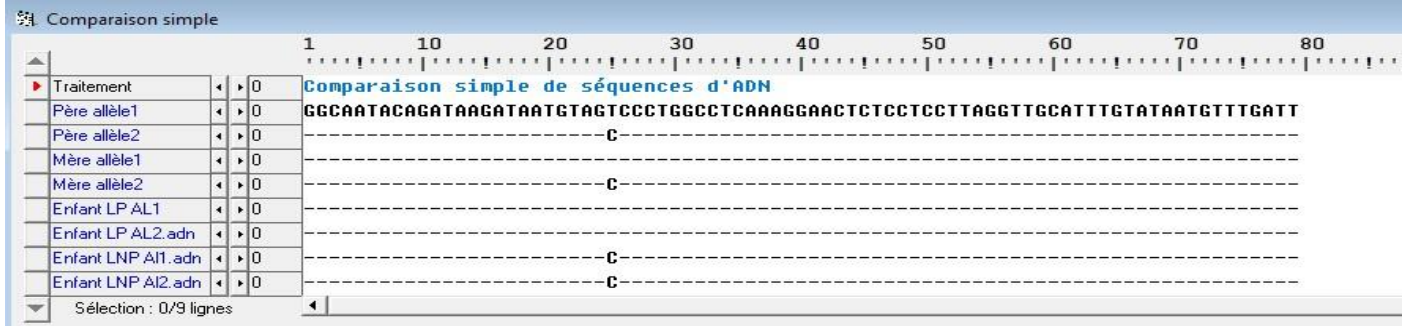 Comparaison simple
1 10 20 30 40 50 60 70 80
Traitement 0 Comparaison simple de séquences d'ADN
Père allèle1 0 GGCAATACAGATAAGATAATGTAGTCCCTGGCCTCAAAGGAACTCTCCTCCTTAGGTTGCATTTGTATAATGTTTGATT
Père allèle2 0 ------------------------C------------------------------------------------------
Mère allèle1 0 -------------------------------------------------------------------------------
Mère allèle2 0 ------------------------C------------------------------------------------------
Enfant LP AL1 0 -------------------------------------------------------------------------------
Enfant LP AL2.adn 0 -------------------------------------------------------------------------------
Enfant LNP Al1.adn 0 ------------------------C------------------------------------------------------
Enfant LNP Al2.adn 0 ------------------------C------------------------------------------------------
Sélection : 0/9 lignes